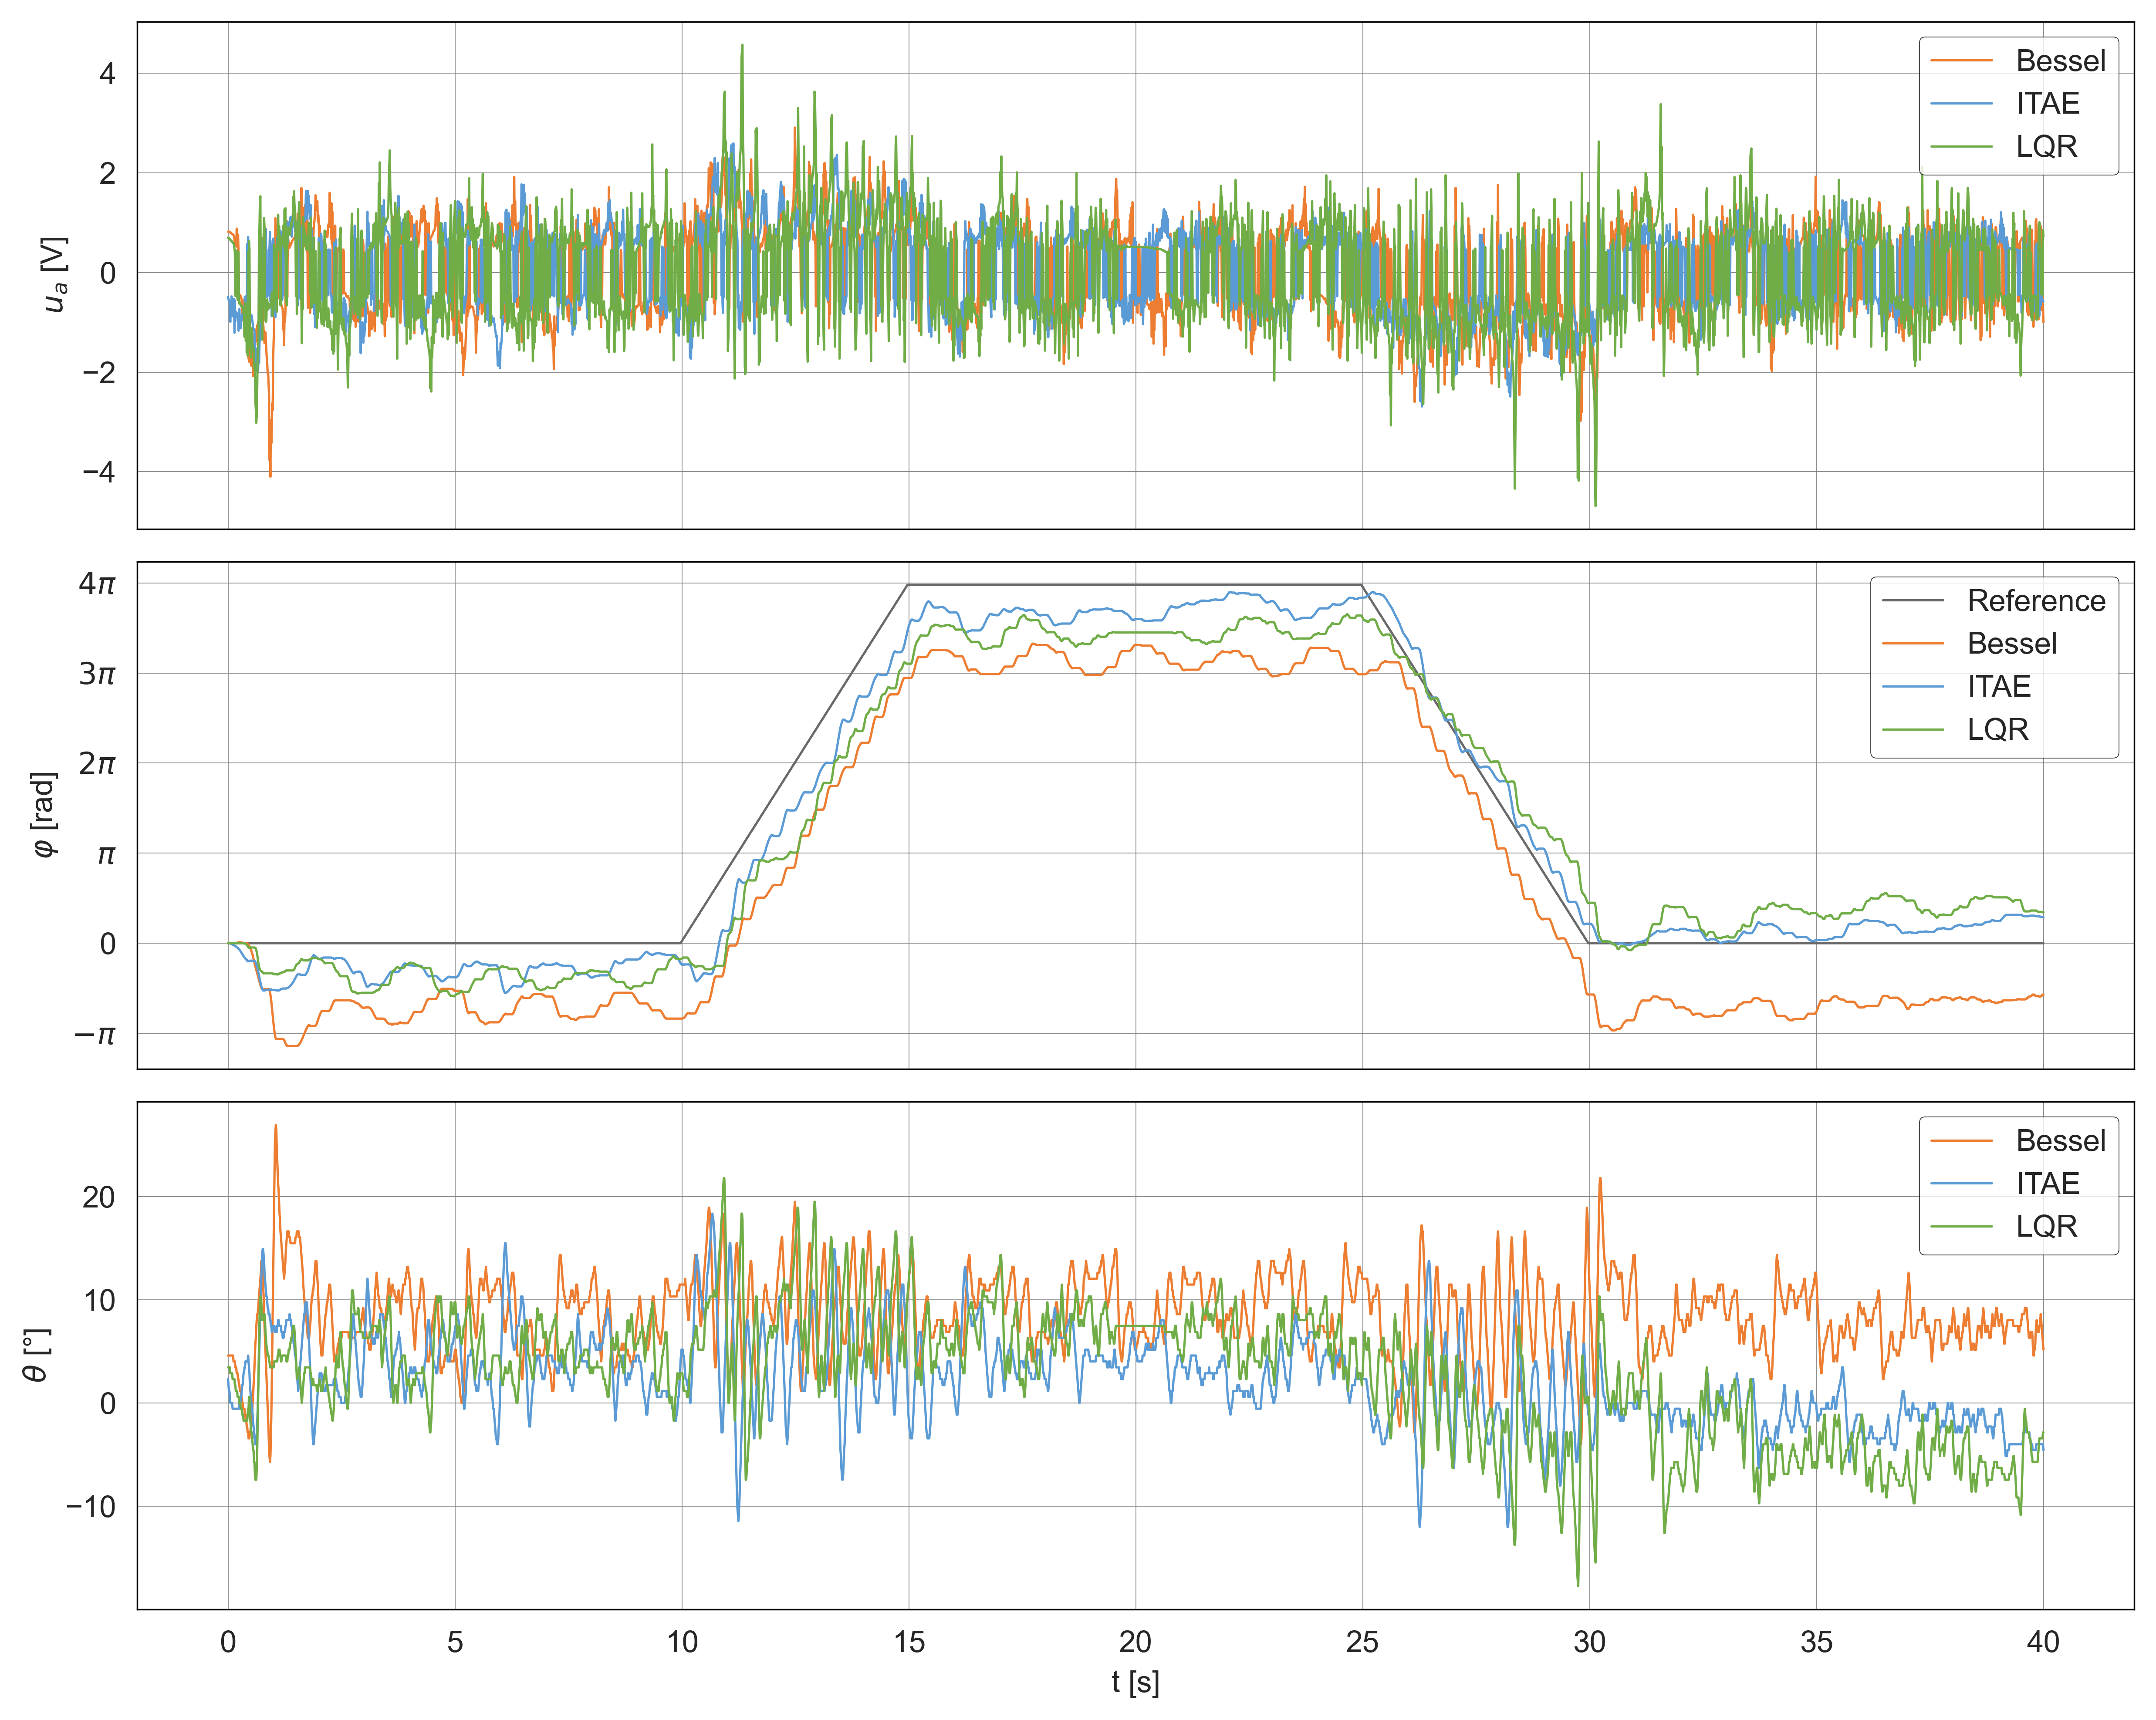 4
2
0
−2
−4
u_a [V]
Bessel
ITAE
LQR
4π
3π
2π
π
0
−π
φ [rad]
Reference
Bessel
ITAE
LQR
20
10
0
−10
θ [°]
Bessel
ITAE
LQR
0 5 10 15 20 25 30 35 40
t [s]